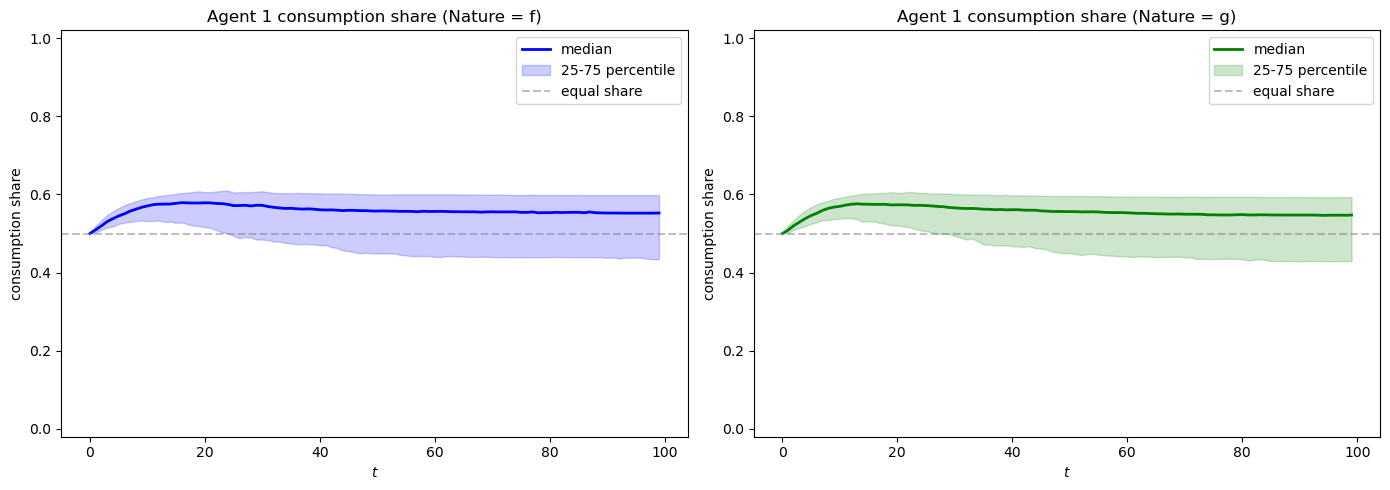 Agent 1 consumption share (Nature = f)
1.0
0.8
0.6
0.4
0.2
0.0
consumption share
0
20
40
60
80
100
t
median
25-75 percentile
equal share
Agent 1 consumption share (Nature = g)
1.0
0.8
0.6
0.4
0.2
0.0
consumption share
0
20
40
60
80
100
t
median
25-75 percentile
equal share